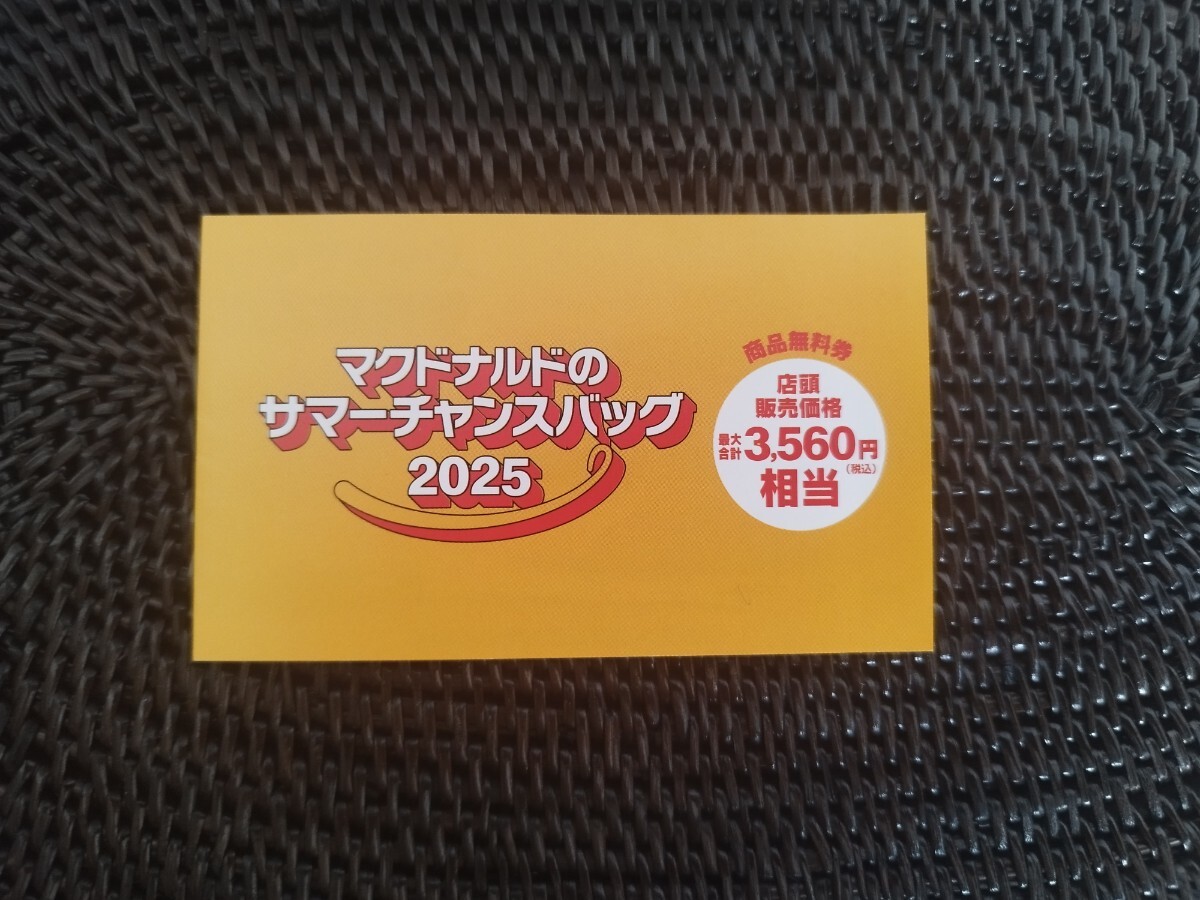 マクドナルドの
サマーチャンスバッグ
2025
商品無料券
店頭
販売価格
最大
合計3,560円
(税込)
相当